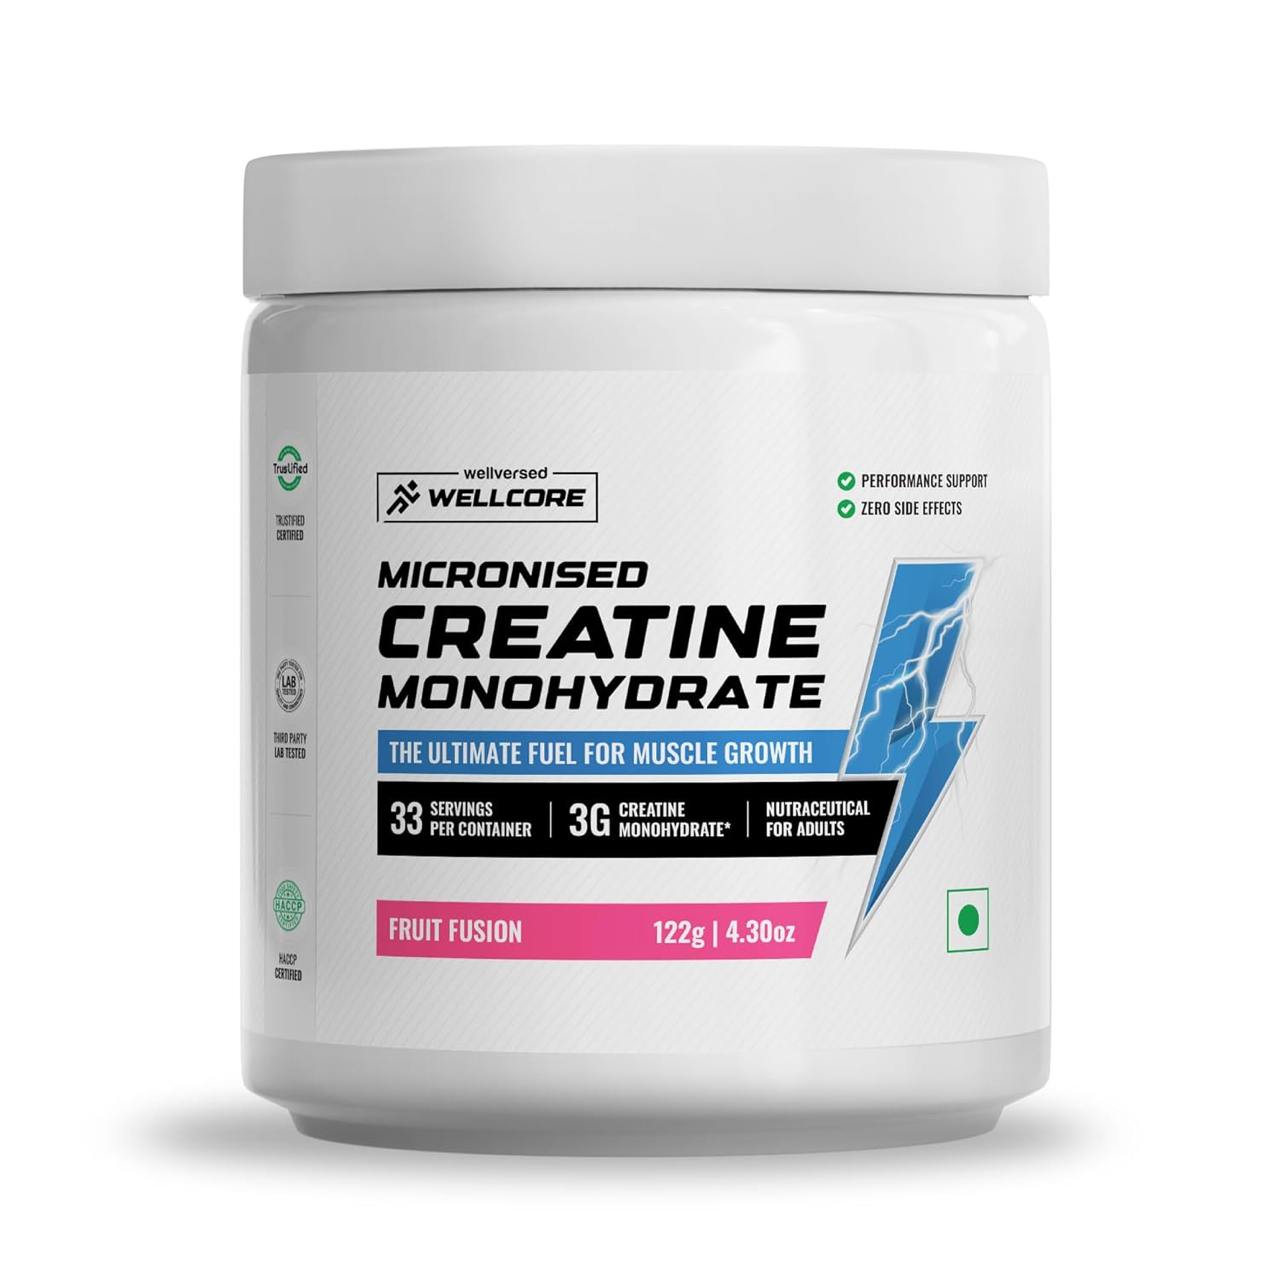 wellversed
WELLCORE
PERFORMANCE SUPPORT
ZERO SIDE EFFECTS
MICRONISED
CREATINE
MONOHYDRATE
THE ULTIMATE FUEL FOR MUSCLE GROWTH
33 SERVINGS
PER CONTAINER
3G CREATINE
MONOHYDRATE*
NUTRACEUTICAL
FOR ADULTS
FRUIT FUSION 122g | 4.30oz
Trustified
TRUSTIFIED
CERTIFIED
LAB
TESTED
THIRD PARTY
LAB TESTED
HACCP
HACCP
CERTIFIED